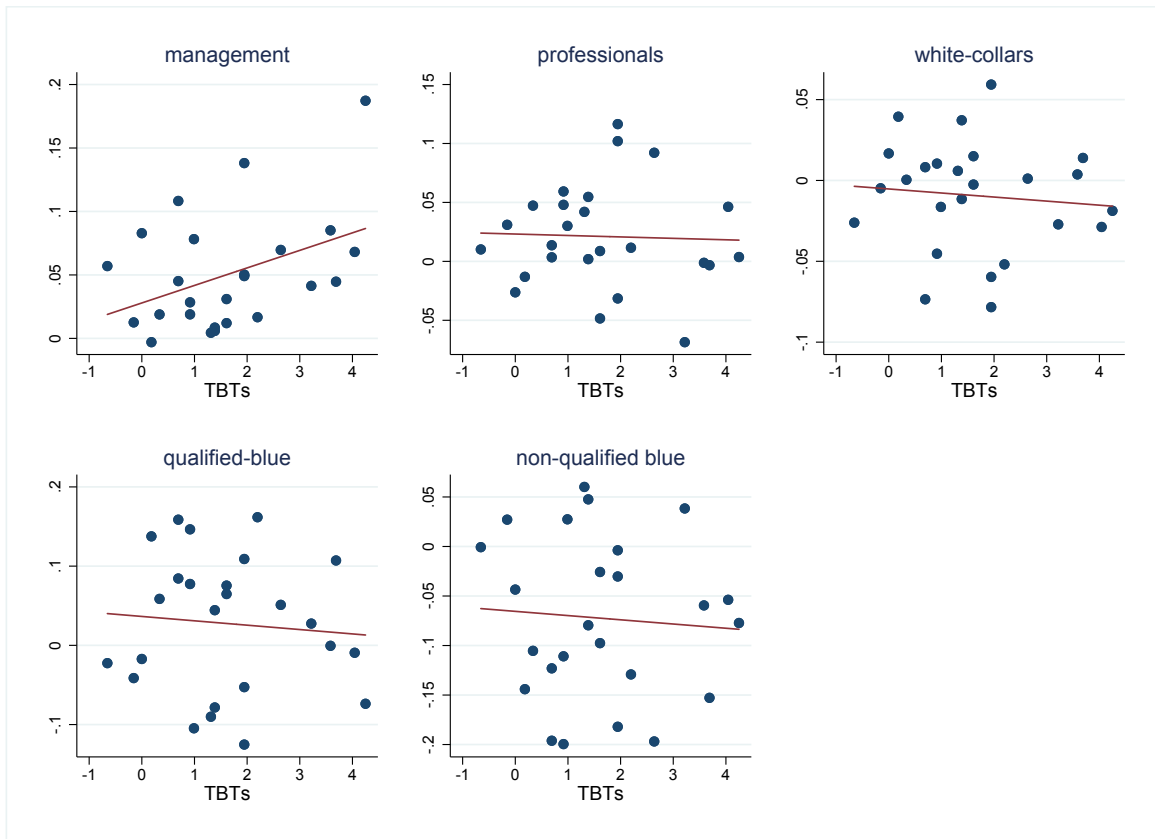 management
professionals
white-collars
.2
.15
.1
.05
0
-1 0 1 2 3 4
TBTs
.15
.1
.05
0
-.05
-1 0 1 2 3 4
TBTs
.05
0
-.05
-.1
-1 0 1 2 3 4
TBTs
qualified-blue
non-qualified blue
.2
.1
0
-.1
-1 0 1 2 3 4
TBTs
.05
0
-.05
-.1
-.15
-.2
-1 0 1 2 3 4
TBTs